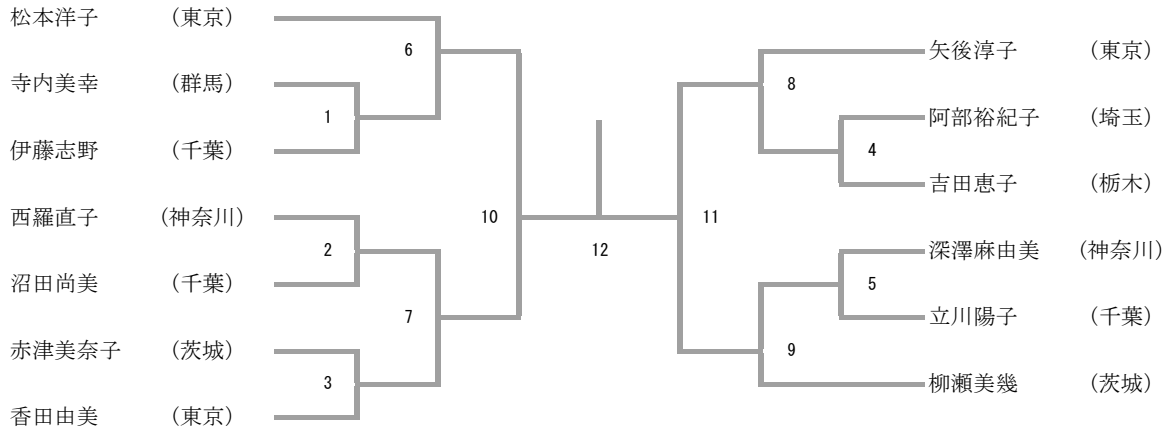 松本洋子 (東京)
6
矢後淳子 (東京)
寺内美幸 (群馬)
8
1
阿部裕紀子 (埼玉)
伊藤志野 (千葉)
4
吉田恵子 (栃木)
西羅直子 (神奈川)
10
11
2
12
深澤麻由美 (神奈川)
沼田尚美 (千葉)
5
7
立川陽子 (千葉)
赤津美奈子 (茨城)
9
3
柳瀬美幾 (茨城)
香田由美 (東京)